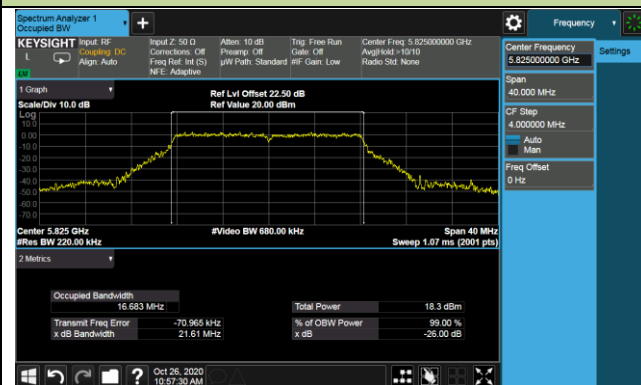 Spectrum Analyzer 1
Occupied BW
+
Frequency
KEYSIGHT
L
Input: RF
Coupling: DC
Align: Auto
Input Z: 50 Ω
Corrections: Off
Freq Ref: Int (S)
NFE: Adaptive
Atten: 10 dB
Preamp: Off
µW Path: Standard
Trig: Free Run
Gate: Off
#IF Gain: Low
Center Freq: 5.825000000 GHz
Avg|Hold:>10/10
Radio Std: None
Center Frequency
5.825000000 GHz
Settings
Span
40.000 MHz
CF Step
4.000000 MHz
Auto
Man
Freq Offset
0 Hz
1 Graph
Scale/Div 10.0 dB
Ref Lvl Offset 22.50 dB
Ref Value 20.00 dBm
Log
10.0
0.00
-10.0
-20.0
-30.0
-40.0
-50.0
-60.0
-70.0
Center 5.825 GHz
#Video BW 680.00 kHz
Span 40 MHz
#Res BW 220.00 kHz
Sweep 1.07 ms (2001 pts)
2 Metrics
Occupied Bandwidth
16.683 MHz
Total Power
18.3 dBm
Transmit Freq Error
-70.965 kHz
% of OBW Power
99.00 %
x dB Bandwidth
21.61 MHz
x dB
-26.00 dB
?
Oct 26, 2020
10:57:30 AM